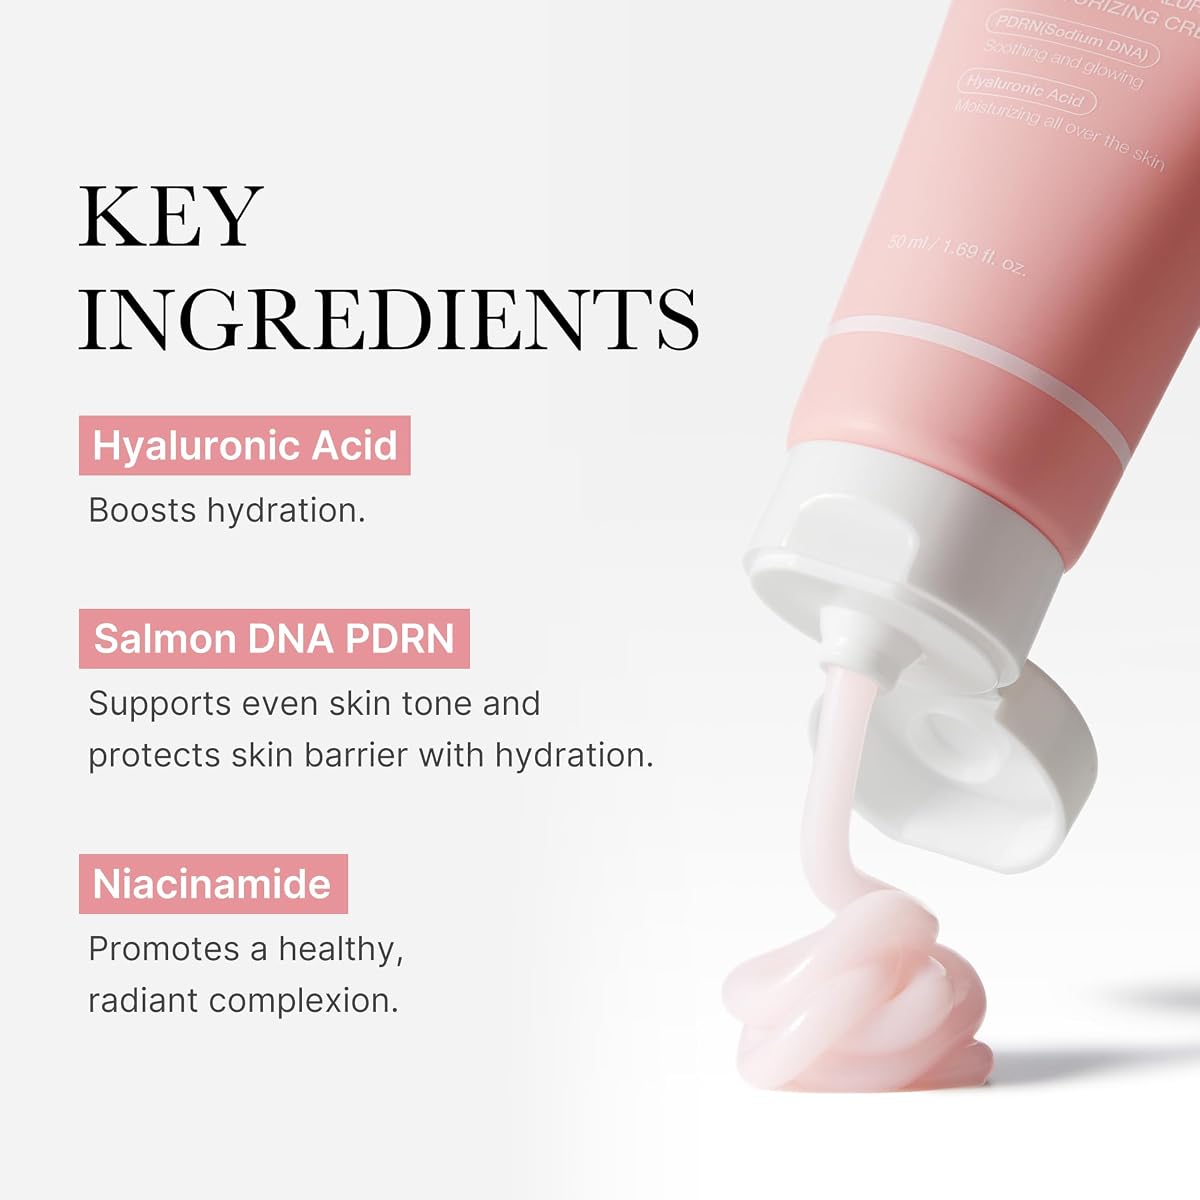 KEY
INGREDIENTS
Hyaluronic Acid
Boosts hydration.
Salmon DNA PDRN
Supports even skin tone and
protects skin barrier with hydration.
Niacinamide
Promotes a healthy,
radiant complexion.
PDRN(Sodium DNA)
Soothing and glowing
Hyaluronic Acid
Moisturizing all over the skin
50 ml / 1.69 fl. oz.